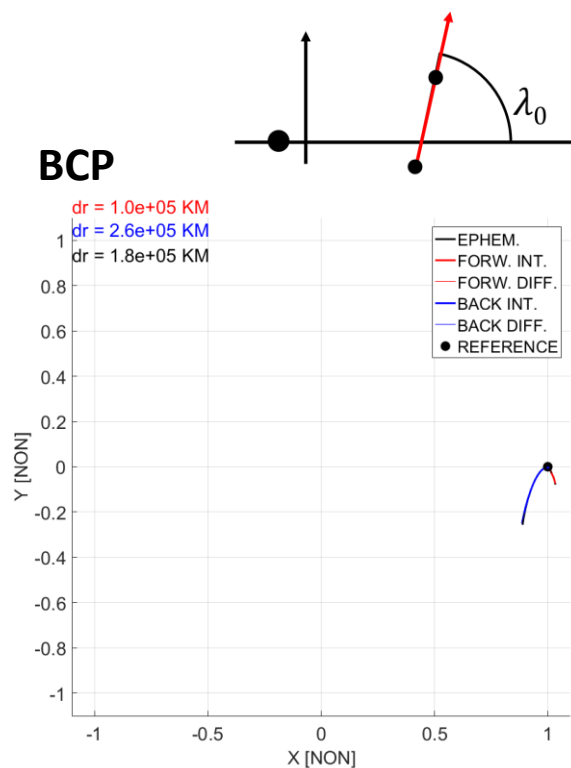 λ₀
BCP
dr = 1.0e+05 KM
dr = 2.6e+05 KM
dr = 1.8e+05 KM
EPHEM.
FORW. INT.
FORW. DIFF.
BACK INT.
BACK DIFF.
REFERENCE
1
0.8
0.6
0.4
0.2
0
-0.2
-0.4
-0.6
-0.8
-1
Y [NON]
-1
-0.5
0
0.5
1
X [NON]